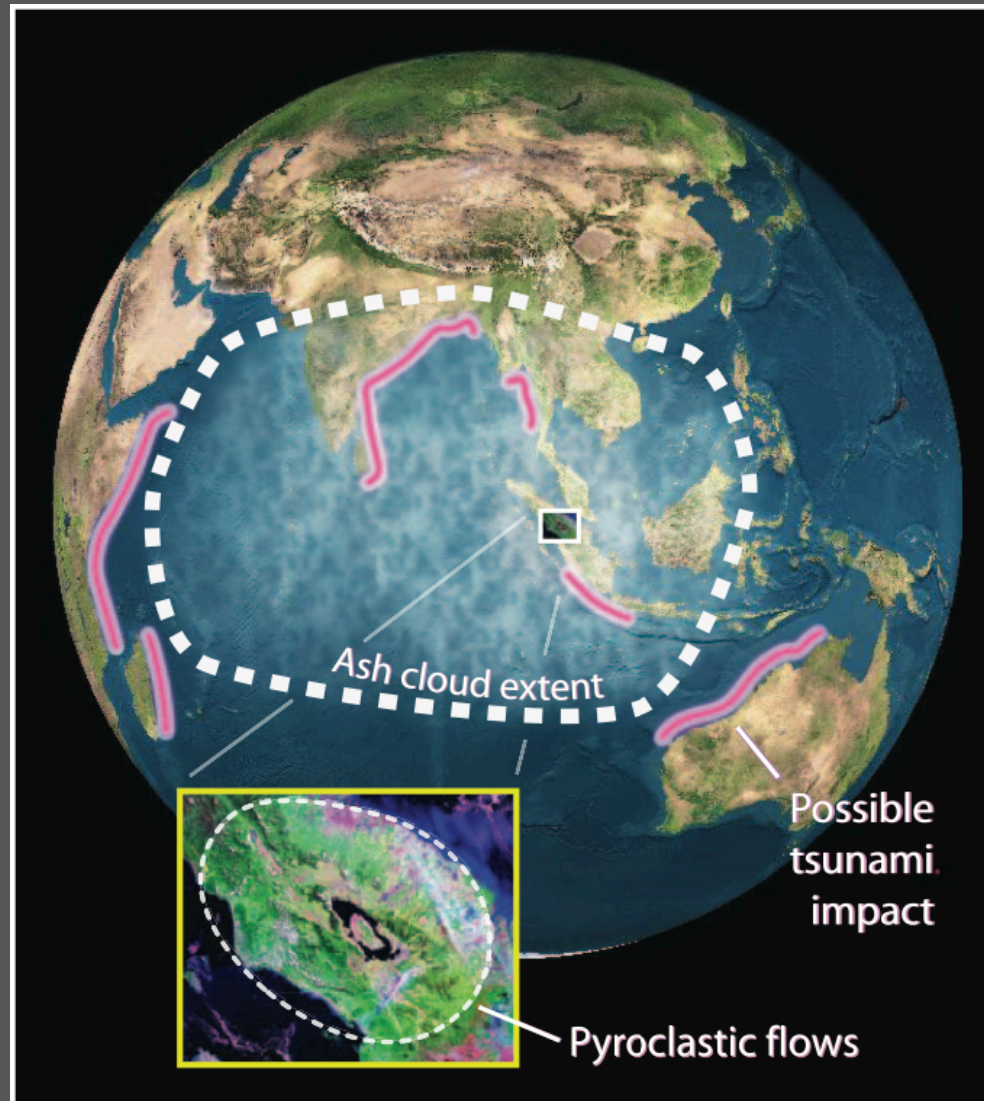 Ash cloud extent
Possible
tsunami
impact
Pyroclastic flows